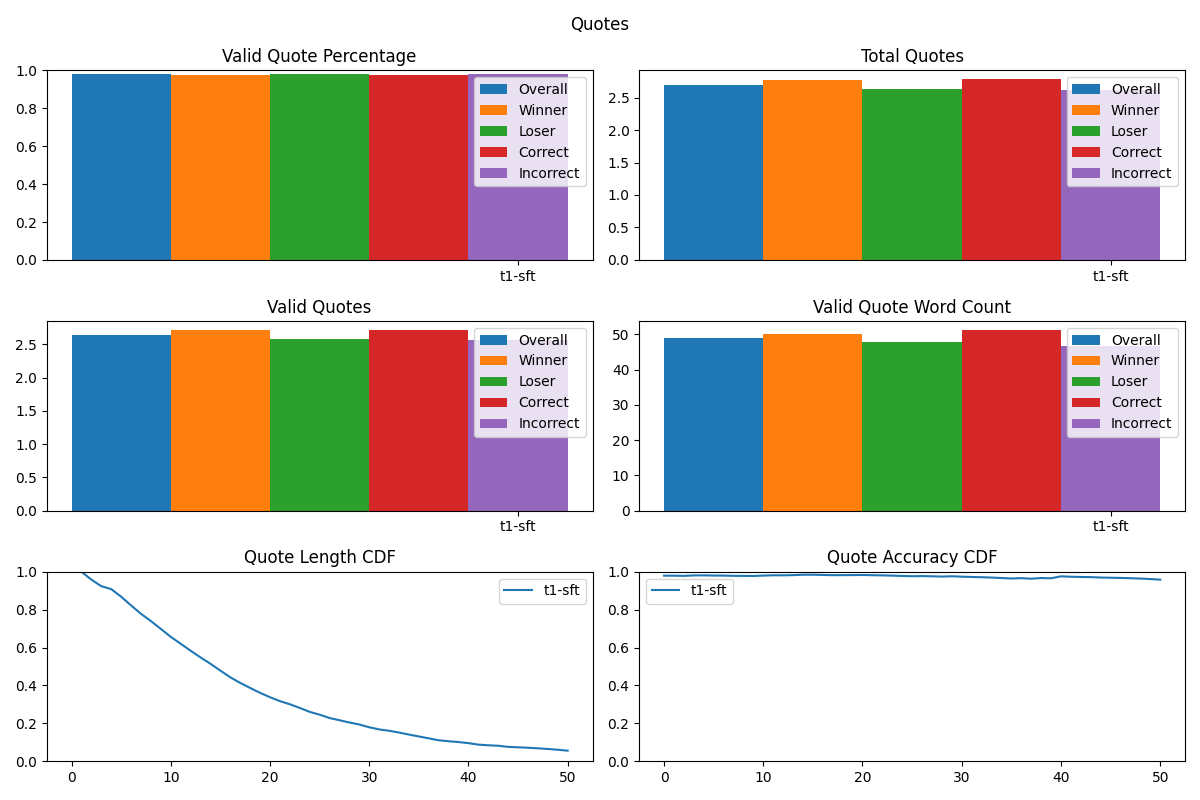 Quotes
Valid Quote Percentage
1.0
0.8
0.6
0.4
0.2
0.0
Overall
Winner
Loser
Correct
Incorrect
t1-sft
Total Quotes
2.5
2.0
1.5
1.0
0.5
0.0
Overall
Winner
Loser
Correct
Incorrect
t1-sft
Valid Quotes
2.5
2.0
1.5
1.0
0.5
0.0
Overall
Winner
Loser
Correct
Incorrect
t1-sft
Valid Quote Word Count
50
40
30
20
10
0
Overall
Winner
Loser
Correct
Incorrect
t1-sft
Quote Length CDF
1.0
0.8
0.6
0.4
0.2
0.0
t1-sft
0 10 20 30 40 50
Quote Accuracy CDF
1.0
0.8
0.6
0.4
0.2
0.0
t1-sft
0 10 20 30 40 50